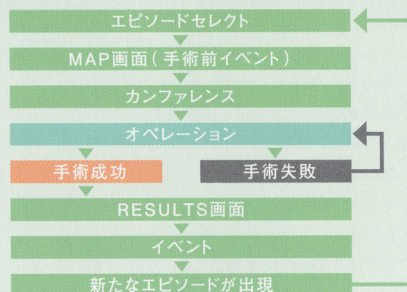 エピソードセレクト
MAP画面(手術前イベント)
カンファレンス
オペレーション
手術成功
手術失敗
RESULTS画面
イベント
新たなエピソードが出現